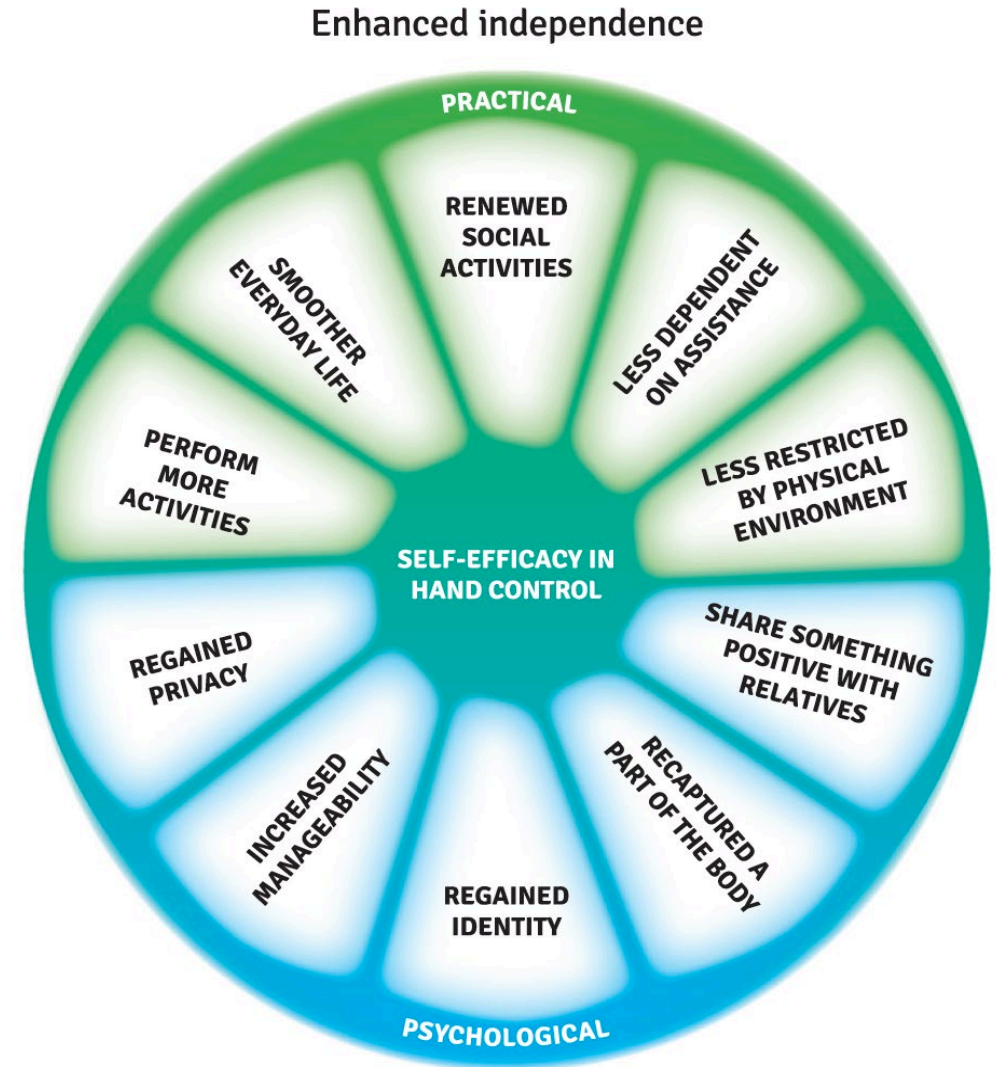 Enhanced independence
PRACTICAL
RENEWED
SOCIAL
ACTIVITIES
SMOOTHER
EVERYDAY LIFE
LESS DEPENDENT
ON ASSISTANCE
PERFORM
MORE
ACTIVITIES
LESS RESTRICTED
BY PHYSICAL
ENVIRONMENT
SELF-EFFICACY IN
HAND CONTROL
REGAINED
PRIVACY
SHARE SOMETHING
POSITIVE WITH
RELATIVES
INCREASED
MANAGEABILITY
RECAPTURED A
PART OF THE BODY
REGAINED
IDENTITY
PSYCHOLOGICAL